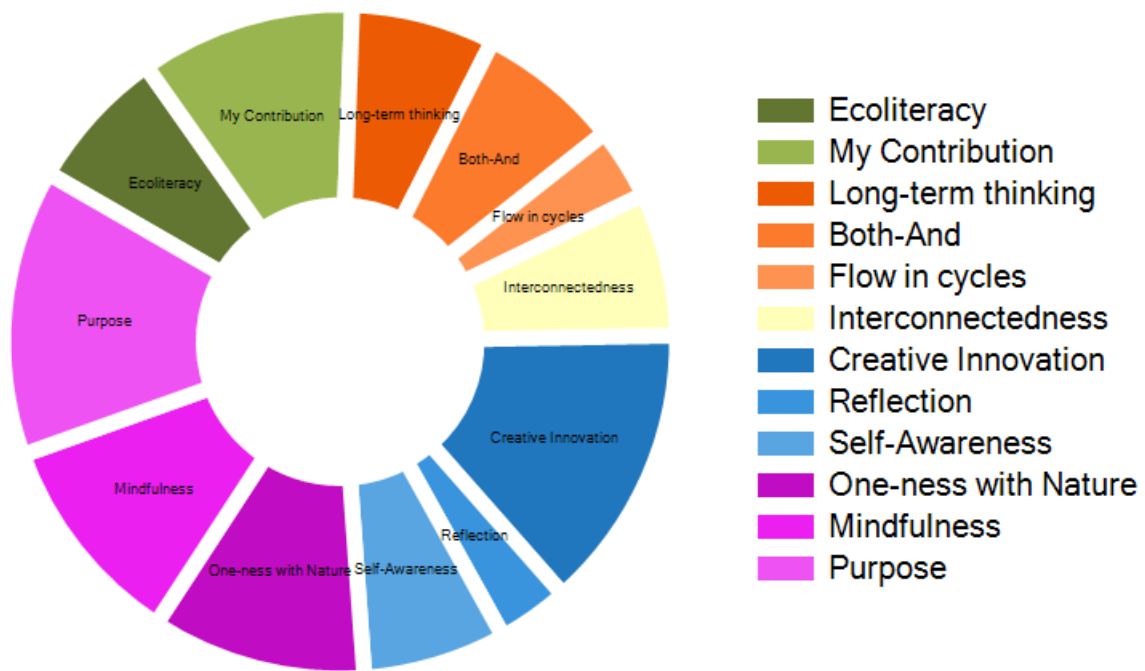 My Contribution
Long-term thinking
Both-And
Ecoliteracy
Flow in cycles
Interconnectedness
Purpose
Creative Innovation
Mindfulness
Reflection
One-ness with Nature
Self-Awareness
Ecoliteracy
My Contribution
Long-term thinking
Both-And
Flow in cycles
Interconnectedness
Creative Innovation
Reflection
Self-Awareness
One-ness with Nature
Mindfulness
Purpose